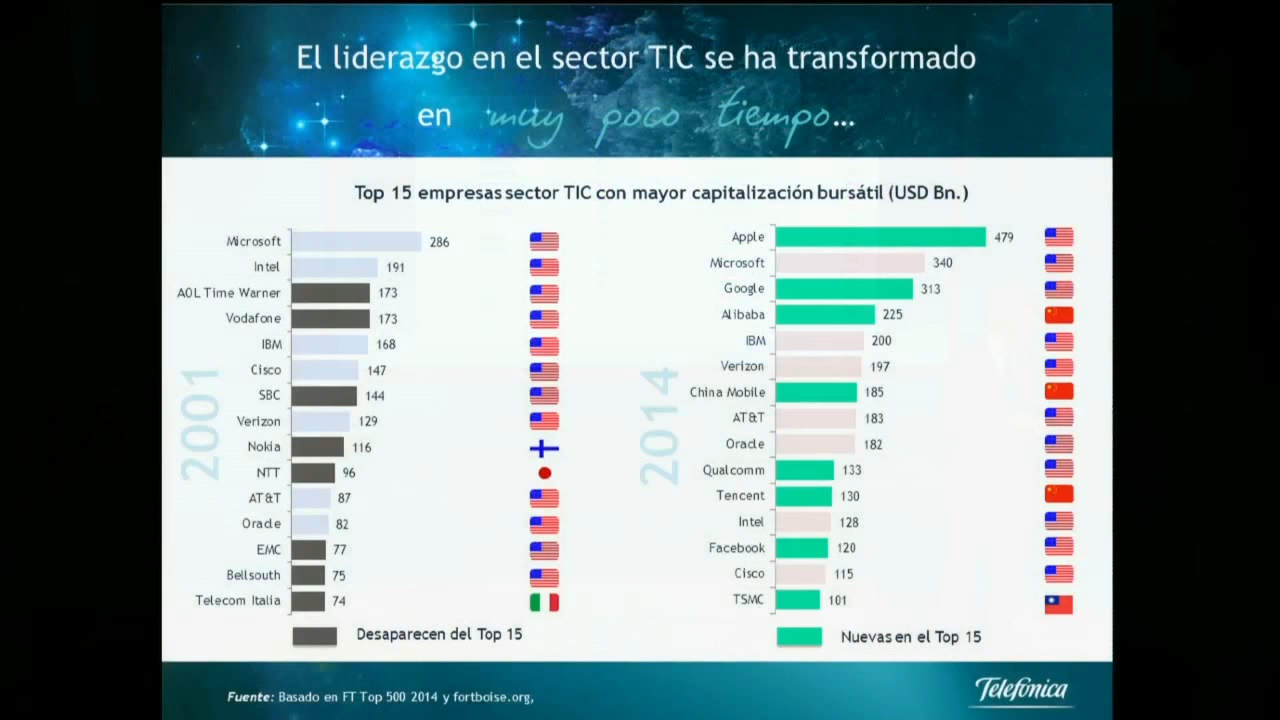 El liderazgo en el sector TIC se ha transformado
en muy poco tiempo...
Top 15 empresas sector TIC con mayor capitalización bursátil (USD Bn.)
2001
Microsoft 286
Intel 191
AOL Time Warner 173
Vodafone 173
IBM 168
Cisco 147
SBC 144
Verizon 129
Nokia 116
NTT 96
AT&T 87
Oracle 82
EMC 77
Bellsouth 75
Telecom Italia 74
Desaparecen del Top 15
2014
Apple 479
Microsoft 340
Google 313
Alibaba 225
IBM 200
Verizon 197
China Mobile 185
AT&T 183
Oracle 182
Qualcomm 133
Tencent 130
Intel 128
Facebook 120
Cisco 115
TSMC 101
Nuevas en el Top 15
Fuente: Basado en FT Top 500 2014 y fortboise.org,
Telefónica